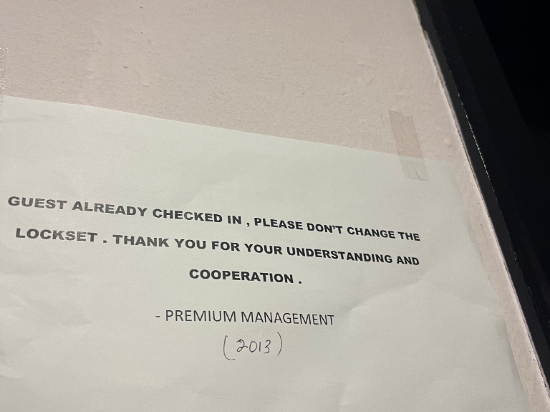 GUEST ALREADY CHECKED IN , PLEASE DON'T CHANGE THE
LOCKSET . THANK YOU FOR YOUR UNDERSTANDING AND
COOPERATION .
- PREMIUM MANAGEMENT
(2013)